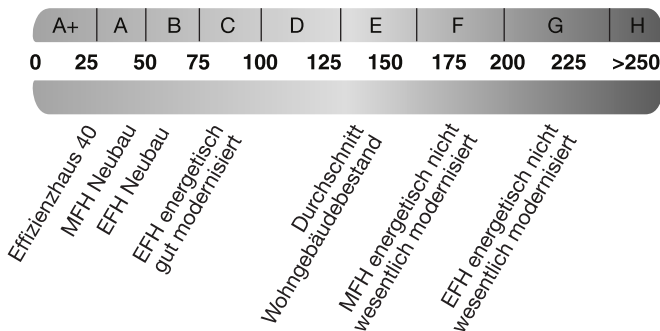 A+ A B C D E F G H
0 25 50 75 100 125 150 175 200 225 >250
Effizienzhaus 40
MFH Neubau
EFH Neubau
EFH energetisch
gut modernisiert
Durchschnitt
Wohngebäudebestand
MFH energetisch nicht
wesentlich modernisiert
EFH energetisch nicht
wesentlich modernisiert